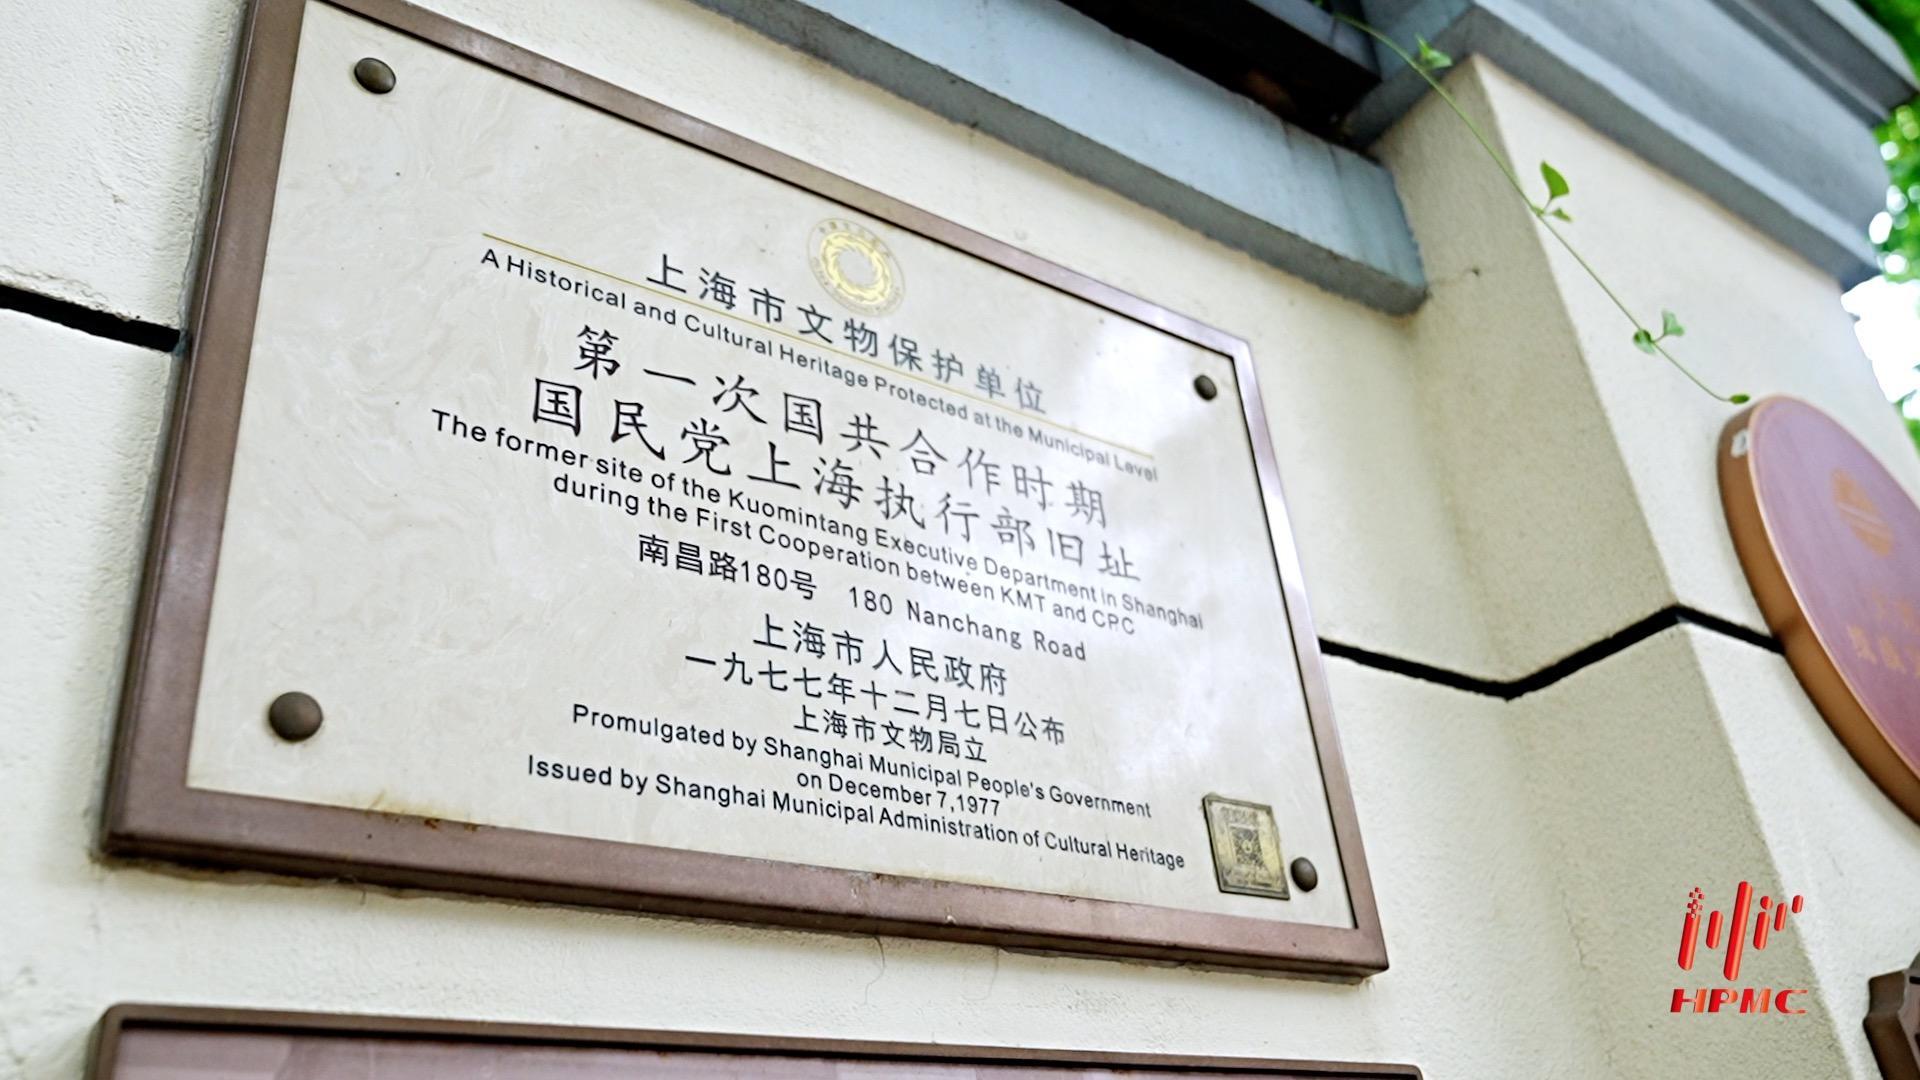 上海市文物保护单位
A Historical and Cultural Heritage Protected at the Municipal Level
第一次国共合作时期
国民党上海执行部旧址
The former site of the Kuomintang Executive Department in Shanghai
during the First Cooperation between KMT and CPC
南昌路180号 180 Nanchang Road
上海市人民政府
一九七七年十二月七日公布
上海市文物局立
Promulgated by Shanghai Municipal People's Government
on December 7,1977
Issued by Shanghai Municipal Administration of Cultural Heritage
HPMC